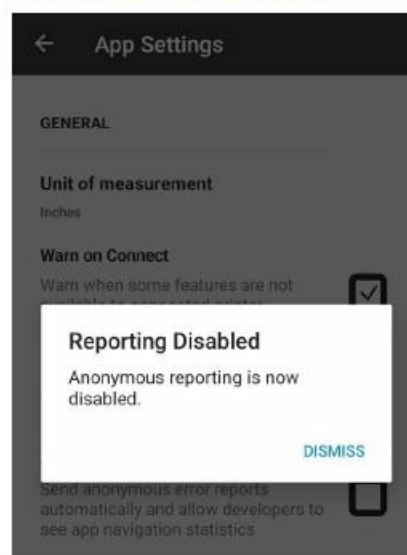 App Settings
GENERAL
Unit of measurement
Inches
Warn on Connect
Warn when some features are not
Reporting Disabled
Anonymous reporting is now
disabled.
DISMISS
Send anonymous error reports
automatically and allow developers to
see app navigation statistics